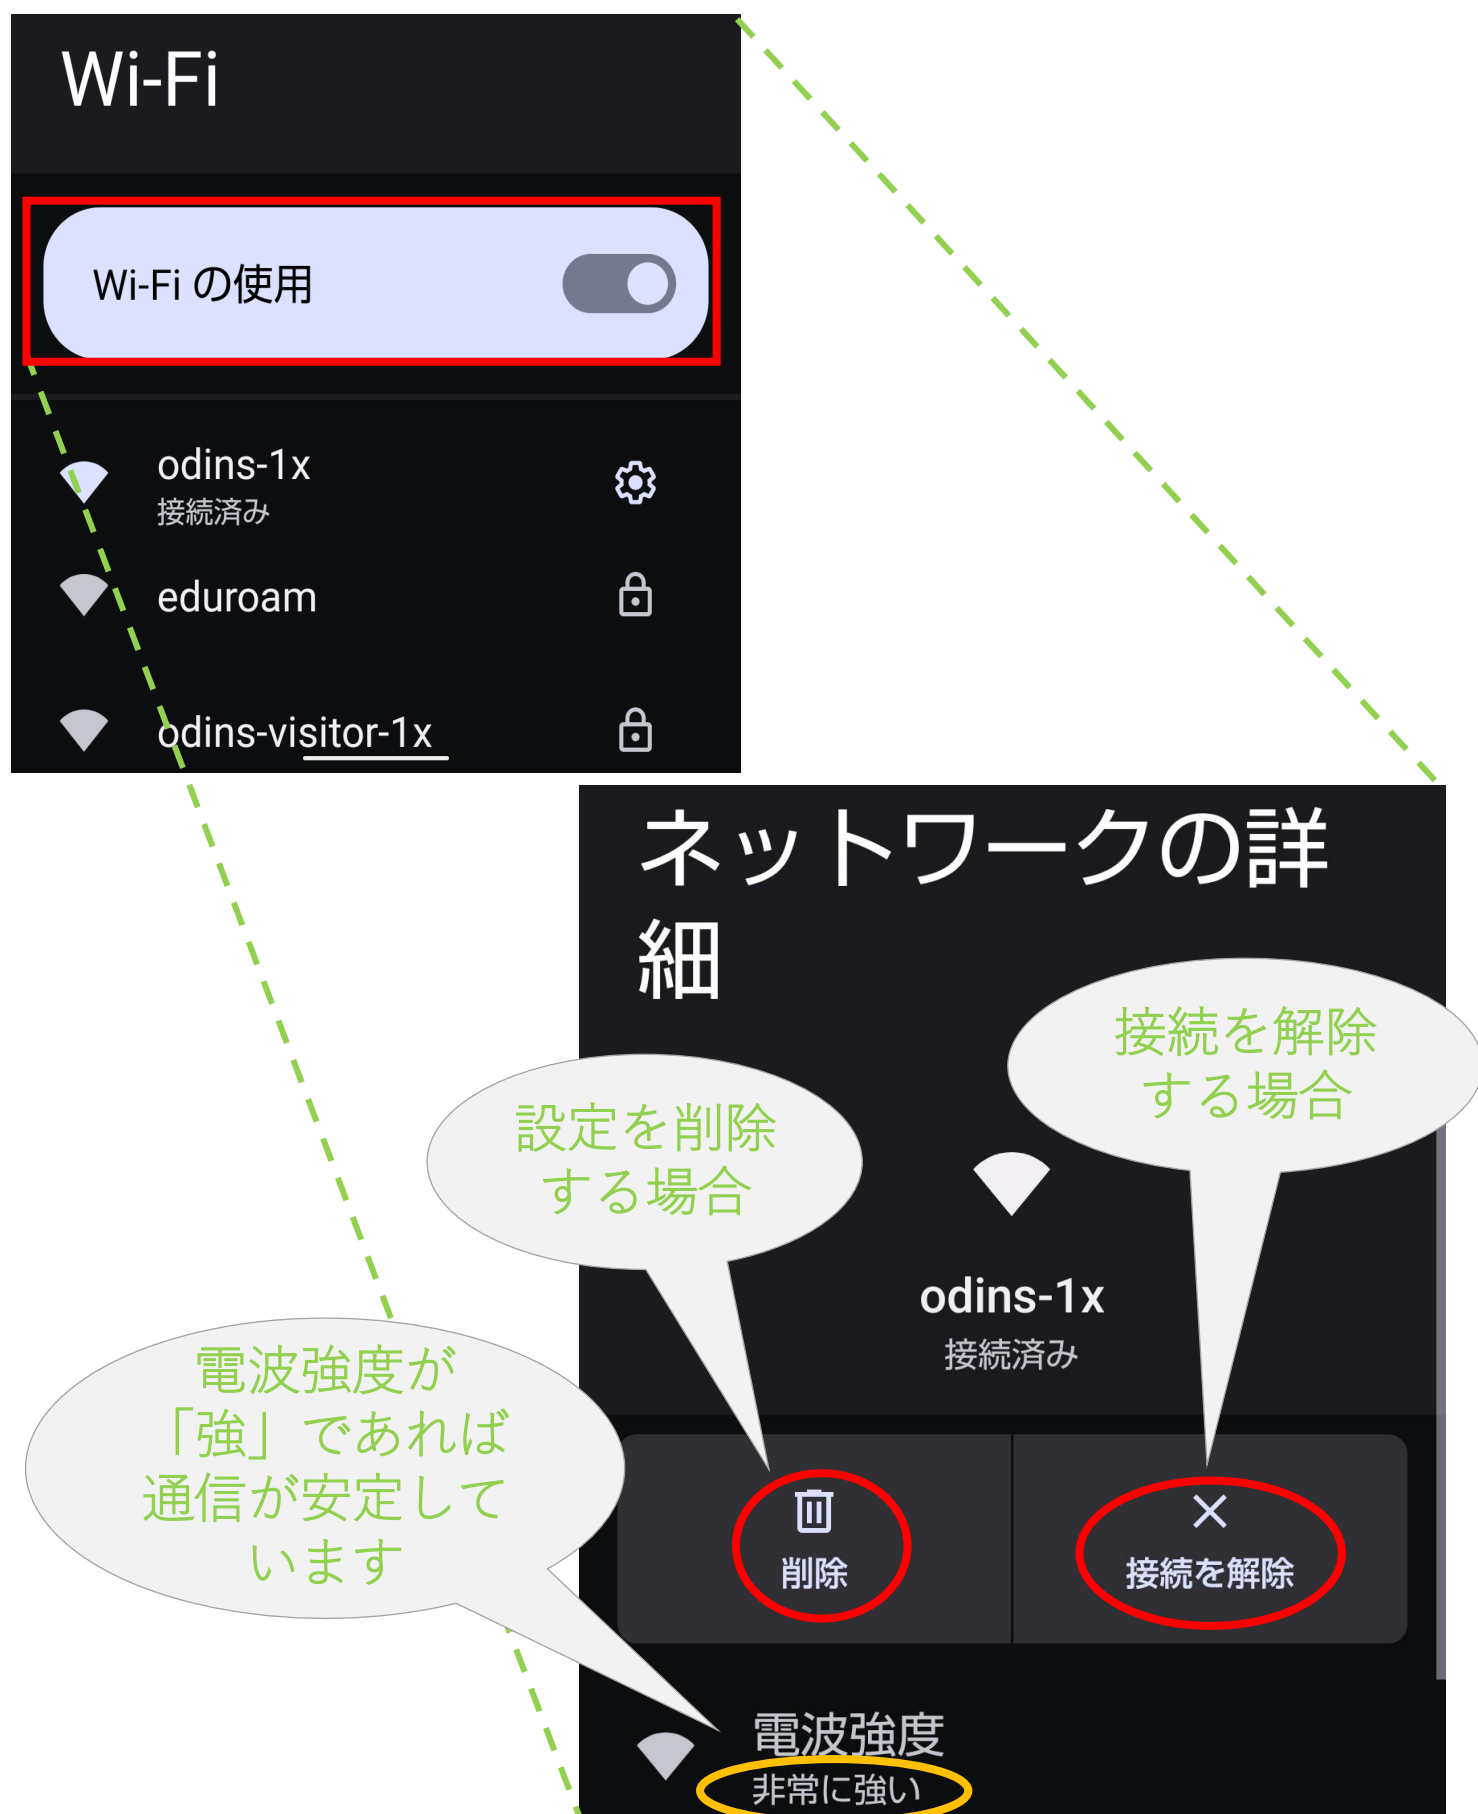 Wi-Fi
Wi-Fi の使用
odins-1x
接続済み
eduroam
odins-visitor-1x
ネットワークの詳
細
接続を解除
する場合
設定を削除
する場合
odins-1x
接続済み
電波強度が
「強」であれば
通信が安定して
います
削除
接続を解除
電波強度
非常に強い